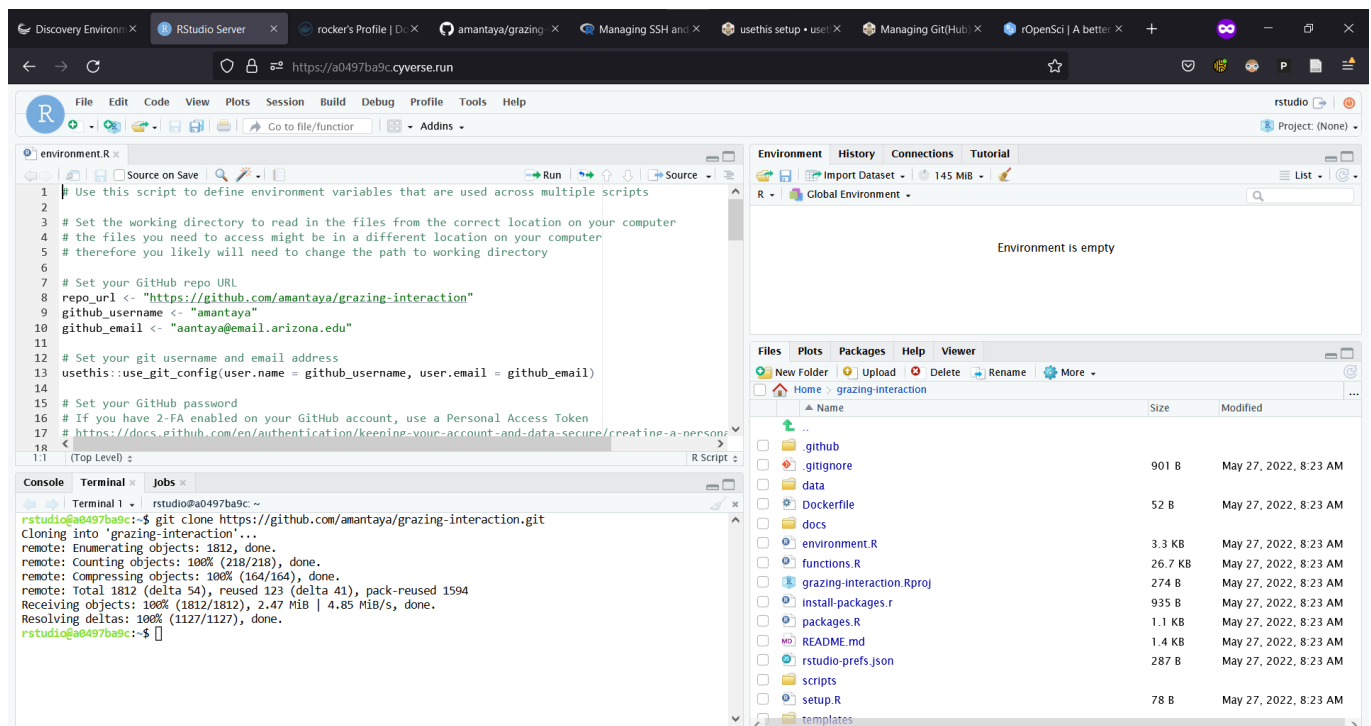 Discovery Environm
RStudio Server
rocker's Profile | Do
amantaya/grazing-
Managing SSH and
usethis setup • uset
Managing Git(Hub)
rOpenSci | A better
https://a0497ba9c.cyverse.run
P
R
File Edit Code View Plots Session Build Debug Profile Tools Help
rstudio
Go to file/function
Addins
Project: (None)
environment.R
Source on Save
Run
Source
1 # Use this script to define environment variables that are used across multiple scripts
2
3 # Set the working directory to read in the files from the correct location on your computer
4 # the files you need to access might be in a different location on your computer
5 # therefore you likely will need to change the path to working directory
6
7 # Set your GitHub repo URL
8 repo_url <- "https://github.com/amantaya/grazing-interaction"
9 github_username <- "amantaya"
10 github_email <- "aantaya@email.arizona.edu"
11
12 # Set your git username and email address
13 usethis::use_git_config(user.name = github_username, user.email = github_email)
14
15 # Set your GitHub password
16 # If you have 2-FA enabled on your GitHub account, use a Personal Access Token
17 # https://docs.github.com/en/authentication/keeping-your-account-and-data-secure/creating-a-persona
18
1:1 (Top Level) R Script
Console Terminal Jobs
Terminal 1 rstudio@a0497ba9c: ~
rstudio@a0497ba9c:~$ git clone https://github.com/amantaya/grazing-interaction.git
Cloning into 'grazing-interaction'...
remote: Enumerating objects: 1812, done.
remote: Counting objects: 100% (218/218), done.
remote: Compressing objects: 100% (164/164), done.
remote: Total 1812 (delta 54), reused 123 (delta 41), pack-reused 1594
Receiving objects: 100% (1812/1812), 2.47 MiB | 4.85 MiB/s, done.
Resolving deltas: 100% (1127/1127), done.
rstudio@a0497ba9c:~$
Environment History Connections Tutorial
Import Dataset 145 MiB List
R Global Environment
Environment is empty
Files Plots Packages Help Viewer
New Folder Upload Delete Rename More
Home > grazing-interaction ...
Name Size Modified
..
.github
.gitignore 901 B May 27, 2022, 8:23 AM
data
Dockerfile 52 B May 27, 2022, 8:23 AM
docs
environment.R 3.3 KB May 27, 2022, 8:23 AM
functions.R 26.7 KB May 27, 2022, 8:23 AM
grazing-interaction.Rproj 274 B May 27, 2022, 8:23 AM
install-packages.r 935 B May 27, 2022, 8:23 AM
packages.R 1.1 KB May 27, 2022, 8:23 AM
README.md 1.4 KB May 27, 2022, 8:23 AM
rstudio-prefs.json 287 B May 27, 2022, 8:23 AM
scripts
setup.R 78 B May 27, 2022, 8:23 AM
templates